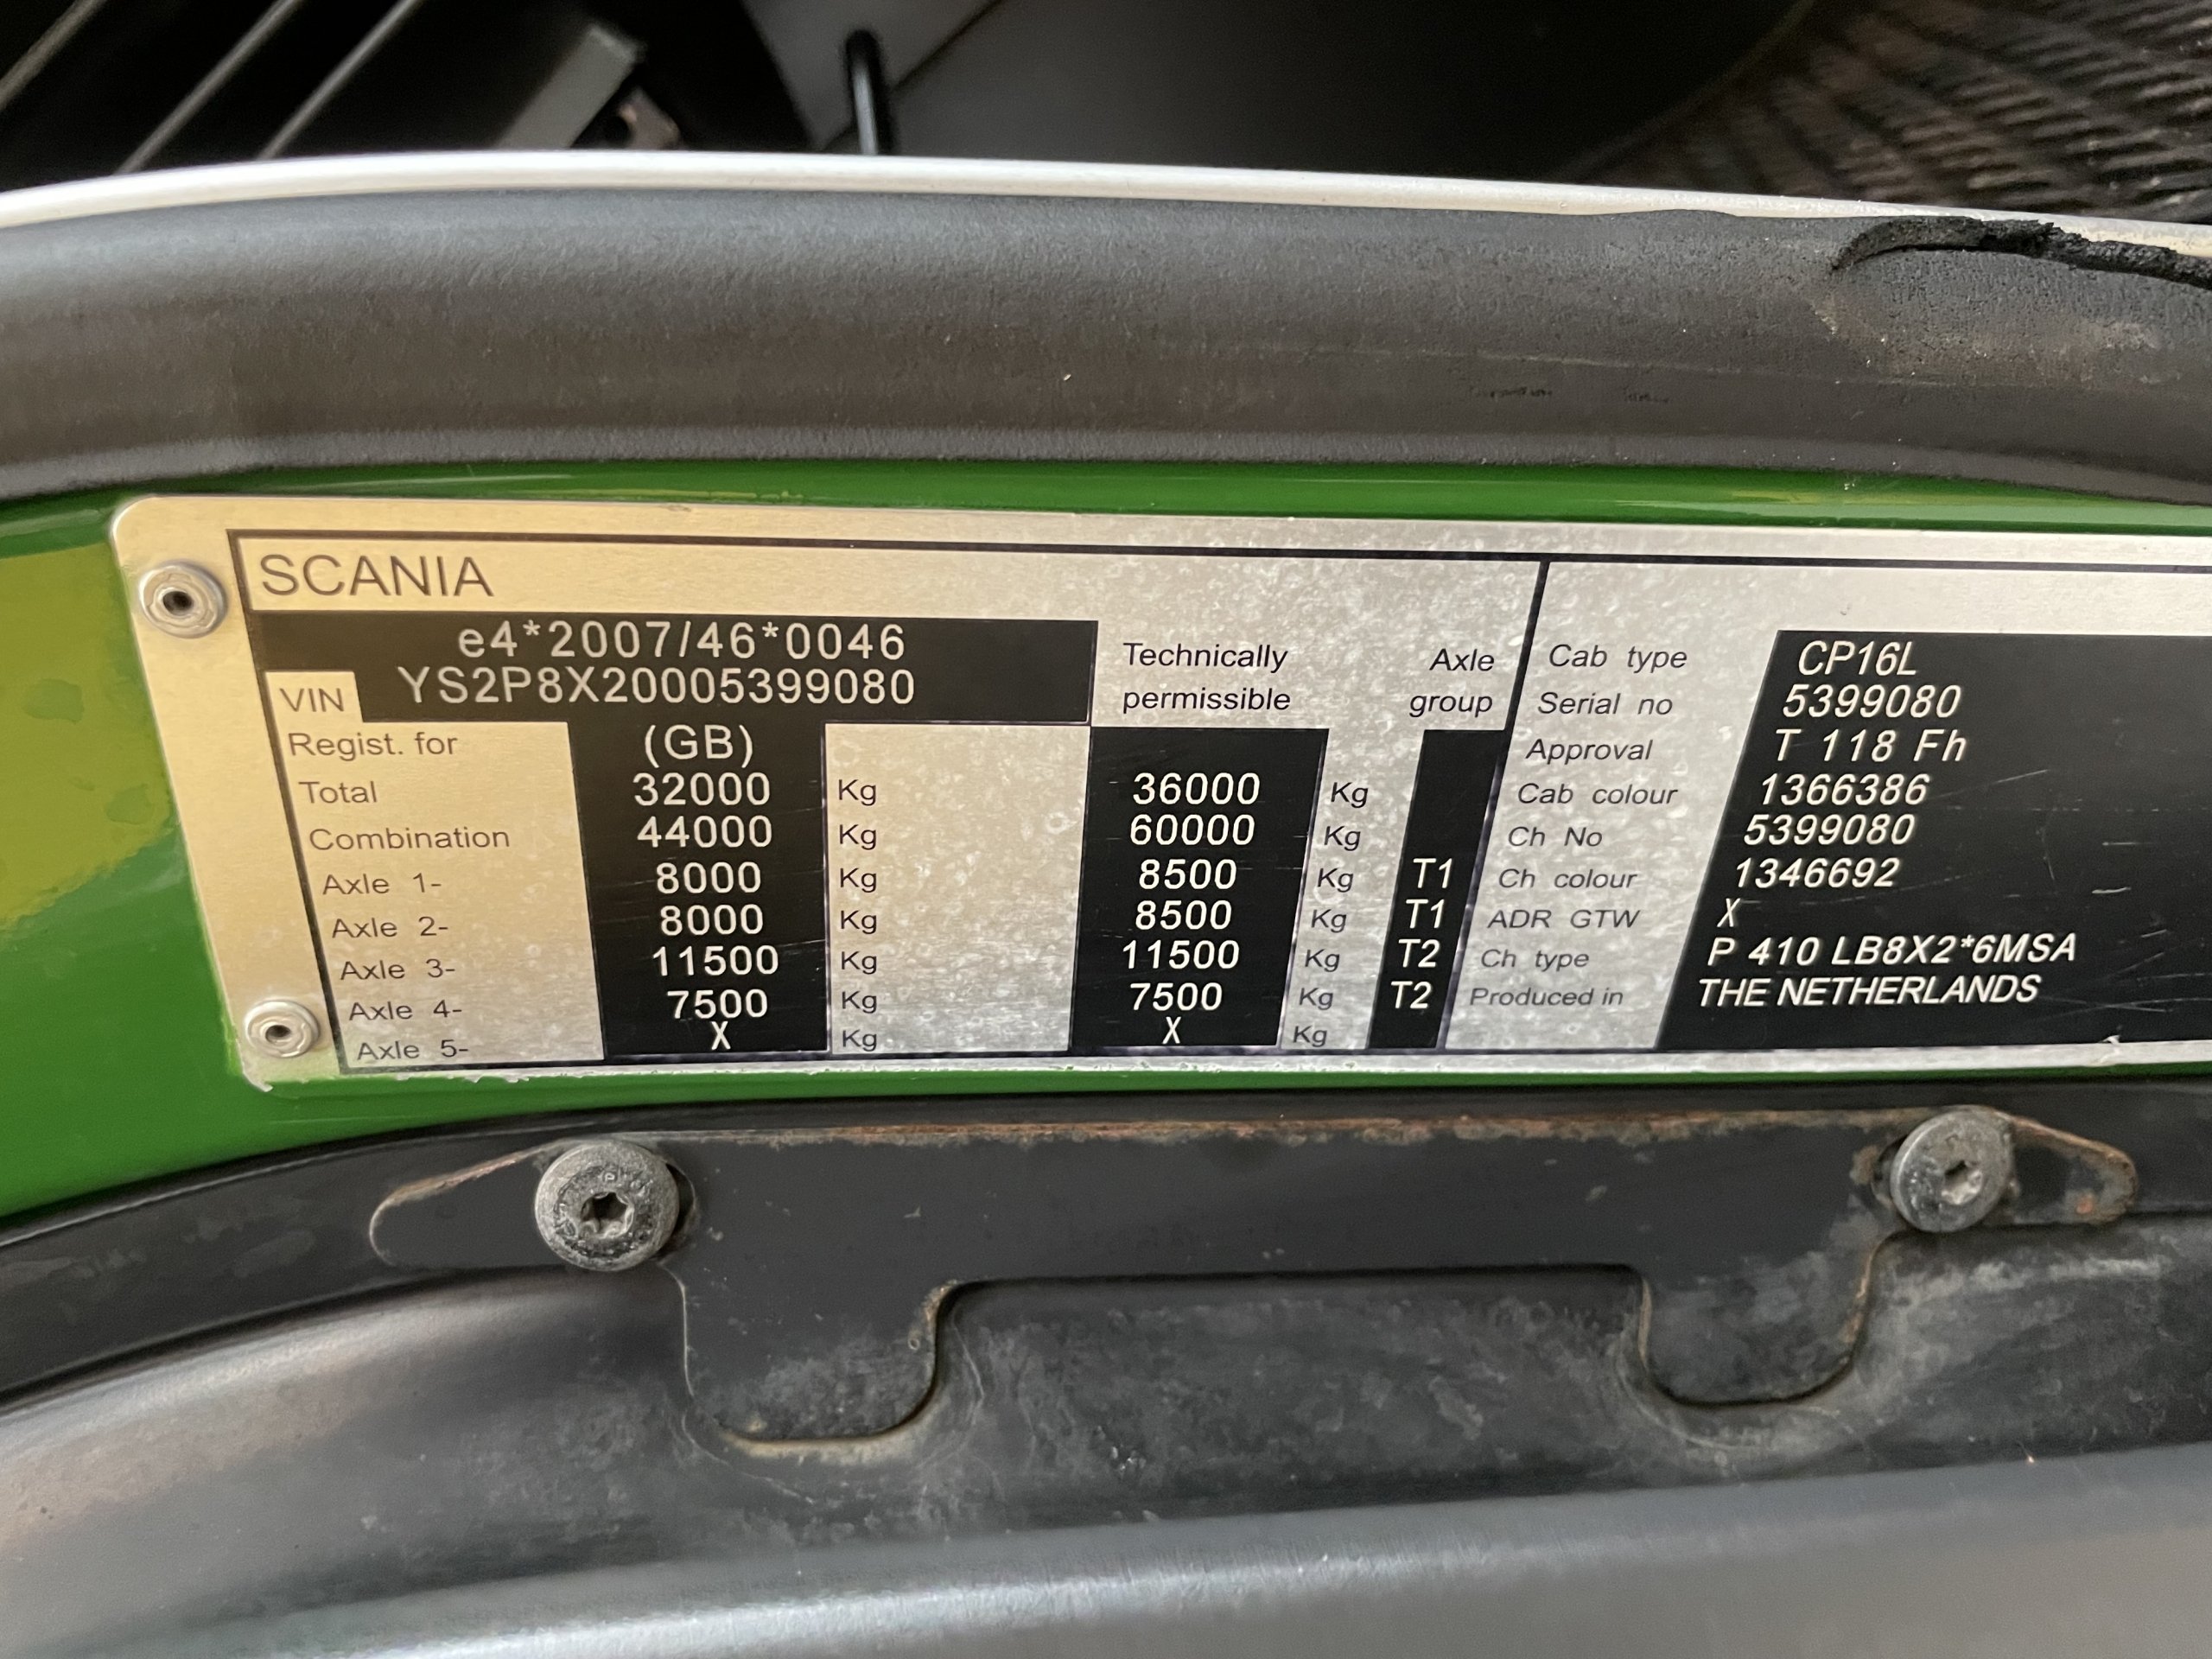 SCANIA
e4*2007/46*0046
VIN YS2P8X20005399080
Technically permissible
Axle group
Regist. for (GB)
Total 32000 Kg 36000 Kg
Combination 44000 Kg 60000 Kg
Axle 1- 8000 Kg 8500 Kg T1
Axle 2- 8000 Kg 8500 Kg T1
Axle 3- 11500 Kg 11500 Kg T2
Axle 4- 7500 Kg 7500 Kg T2
Axle 5- X Kg X Kg
Cab type CP16L
Serial no 5399080
Approval T 118 Fh
Cab colour 1366386
Ch No 5399080
Ch colour 1346692
ADR GTW X
Ch type P 410 LB8X2*6MSA
Produced in THE NETHERLANDS